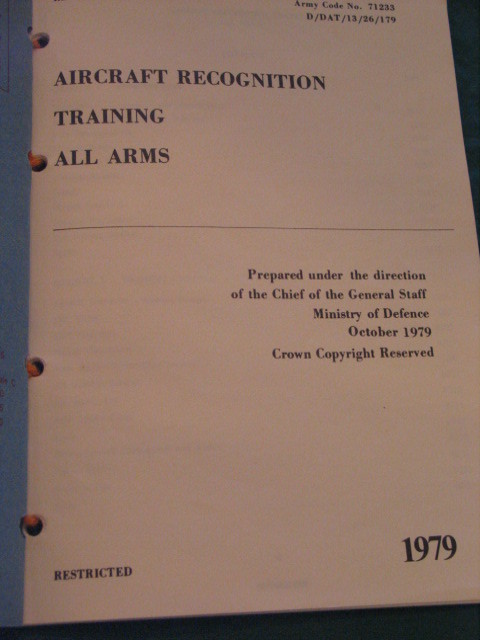 Army Code No. 71233
D/DAT/13/26/179
AIRCRAFT RECOGNITION
TRAINING
ALL ARMS
Prepared under the direction
of the Chief of the General Staff
Ministry of Defence
October 1979
Crown Copyright Reserved
1979
RESTRICTED